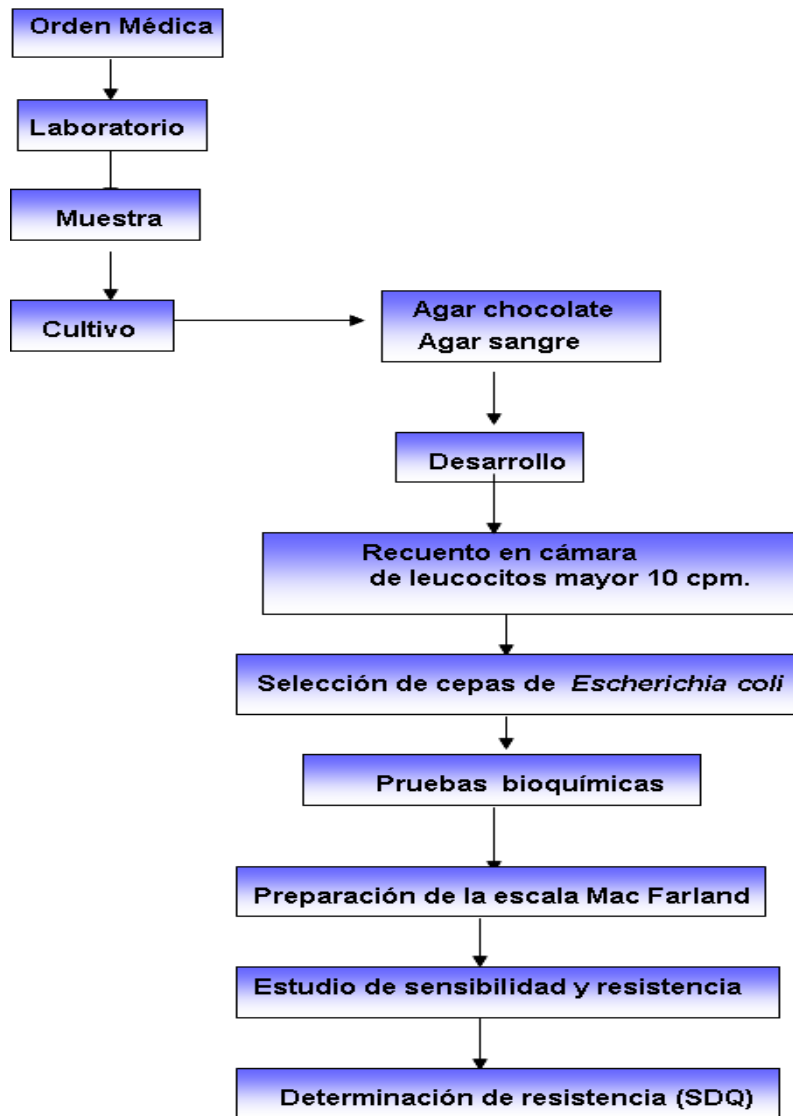 Orden Médica
Laboratorio
Muestra
Cultivo
Agar chocolate
Agar sangre
Desarrollo
Recuento en cámara
de leucocitos mayor 10 cpm.
Selección de cepas de Escherichia coli
Pruebas bioquímicas
Preparación de la escala Mac Farland
Estudio de sensibilidad y resistencia
Determinación de resistencia (SDQ)